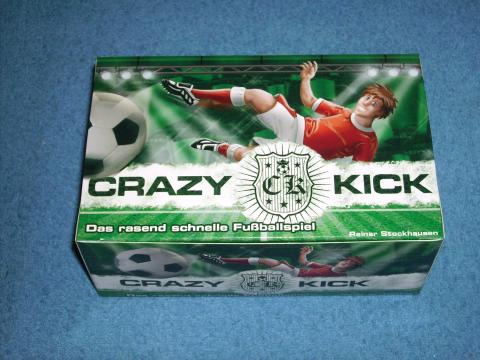 CRAZY CK KICK
Das rasend schnelle Fußballspiel
Reiner Stockhausen
CRAZY KICK